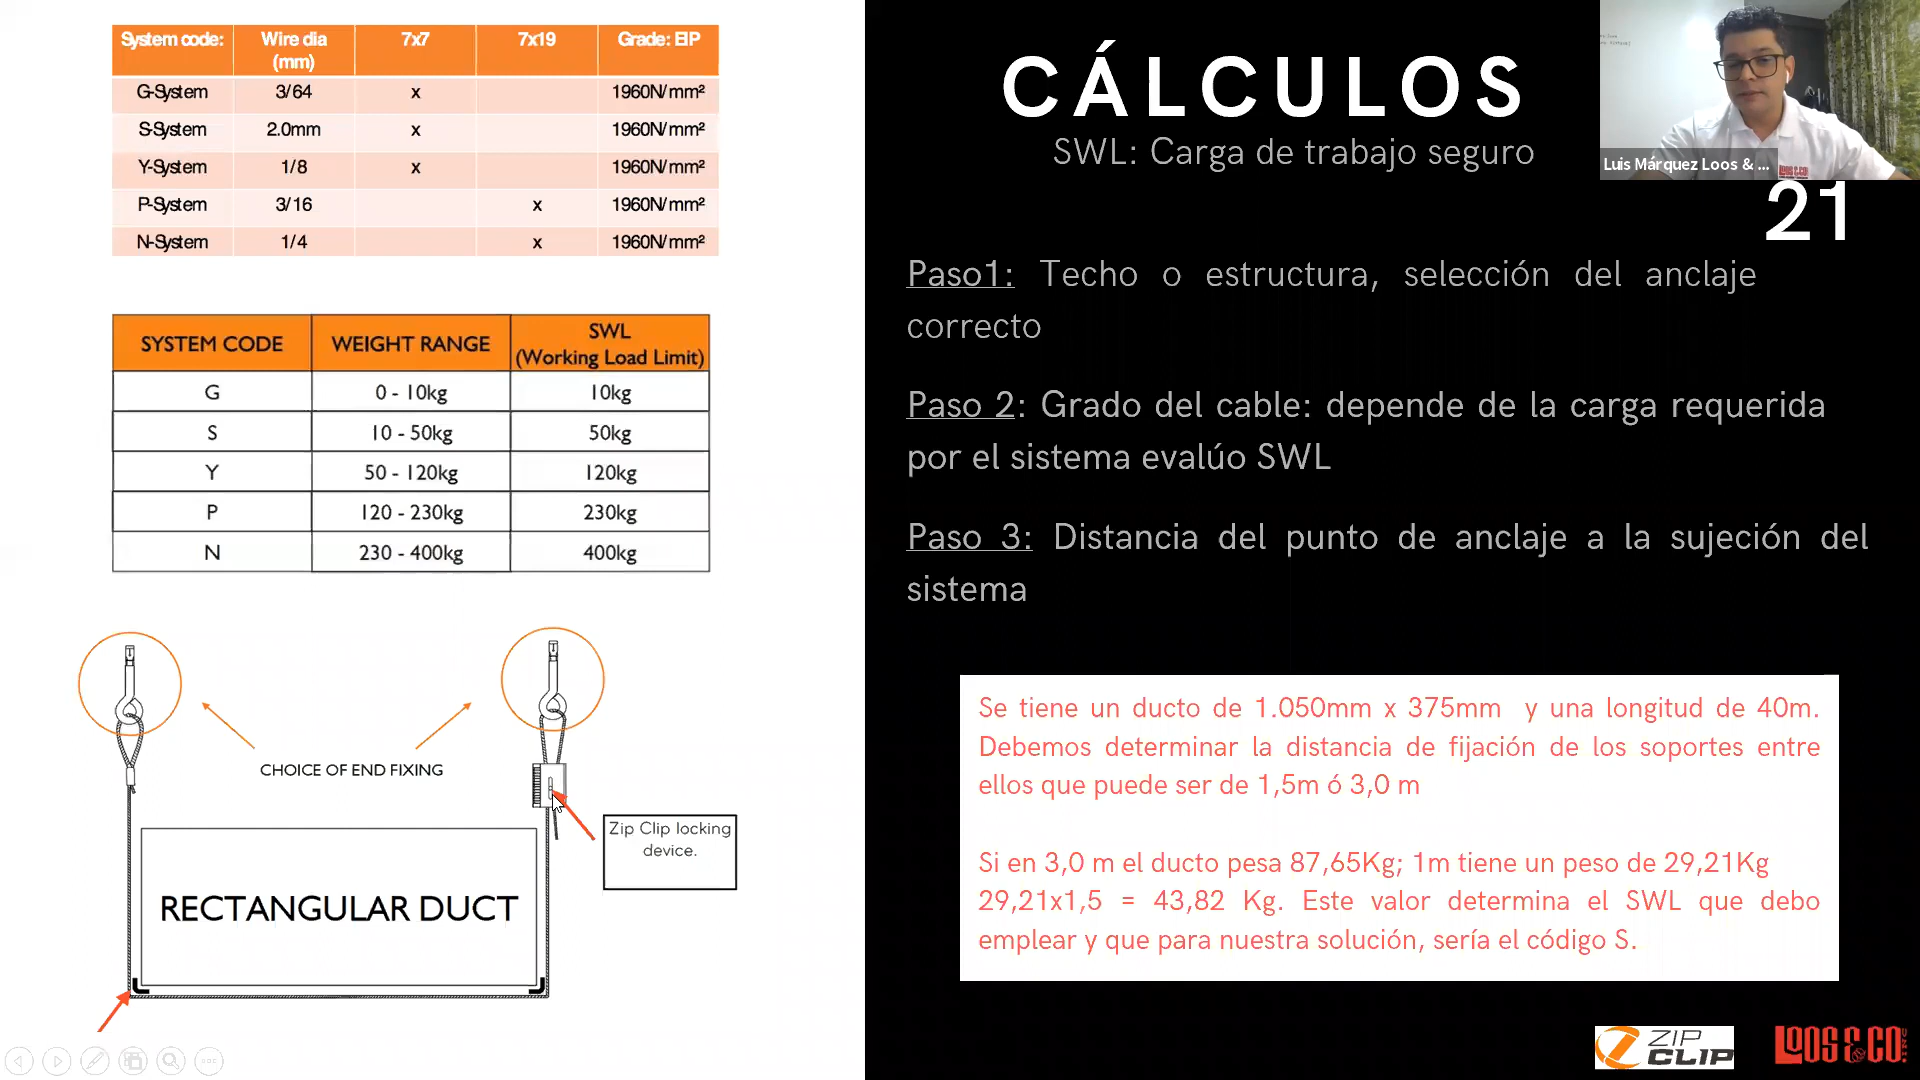 System code: Wire dia (mm) 7x7 7x19 Grade: EIP
G-System 3/64 x 1960N/mm²
S-System 2.0mm x 1960N/mm²
Y-System 1/8 x 1960N/mm²
P-System 3/16 x 1960N/mm²
N-System 1/4 x 1960N/mm²
SYSTEM CODE WEIGHT RANGE SWL (Working Load Limit)
G 0 - 10kg 10kg
S 10 - 50kg 50kg
Y 50 - 120kg 120kg
P 120 - 230kg 230kg
N 230 - 400kg 400kg
CHOICE OF END FIXING
Zip Clip locking
device.
RECTANGULAR DUCT
CÁLCULOS
SWL: Carga de trabajo seguro
Luis Márquez Loos & ...
21
Paso1: Techo o estructura, selección del anclaje
correcto
Paso 2: Grado del cable: depende de la carga requerida
por el sistema evalúo SWL
Paso 3: Distancia del punto de anclaje a la sujeción del
sistema
Se tiene un ducto de 1.050mm x 375mm y una longitud de 40m.
Debemos determinar la distancia de fijación de los soportes entre
ellos que puede ser de 1,5m ó 3,0 m
Si en 3,0 m el ducto pesa 87,65Kg; 1m tiene un peso de 29,21Kg
29,21x1,5 = 43,82 Kg. Este valor determina el SWL que debo
emplear y que para nuestra solución, sería el código S.
ZIP
CLIP
LOOS & CO. INC